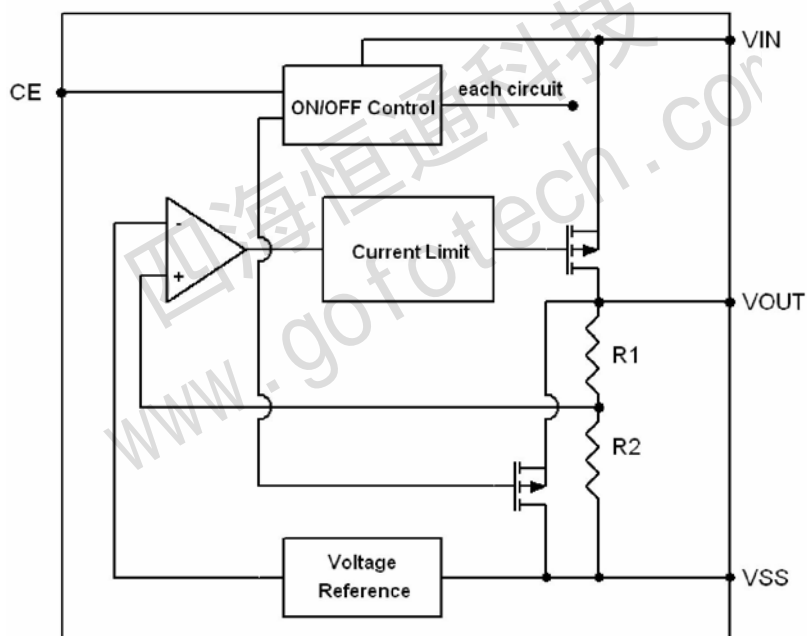 VIN
CE
ON/OFF Control
each circuit
-
+
Current Limit
VOUT
R1
R2
Voltage
Reference
VSS
四海恒通科技
www.gofotech.com